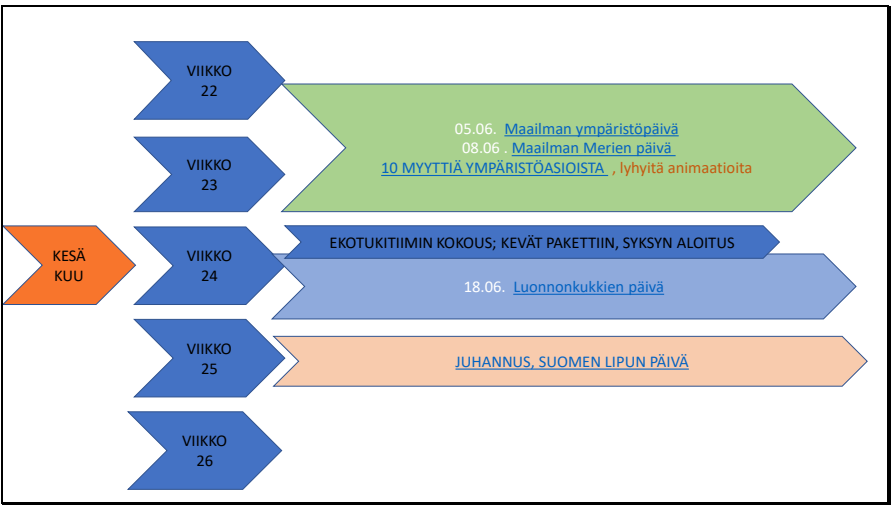 VIIKKO
22
05.06. Maailman ympäristöpäivä
08.06 . Maailman Merien päivä
10 MYYTTIÄ YMPÄRISTÖASIOISTA , lyhyitä animaatioita
VIIKKO
23
KESÄ
KUU
VIIKKO
24
EKOTUKITIIMIN KOKOUS; KEVÄT PAKETTIIN, SYKSYN ALOITUS
18.06. Luonnonkukkien päivä
VIIKKO
25
JUHANNUS, SUOMEN LIPUN PÄIVÄ
VIIKKO
26